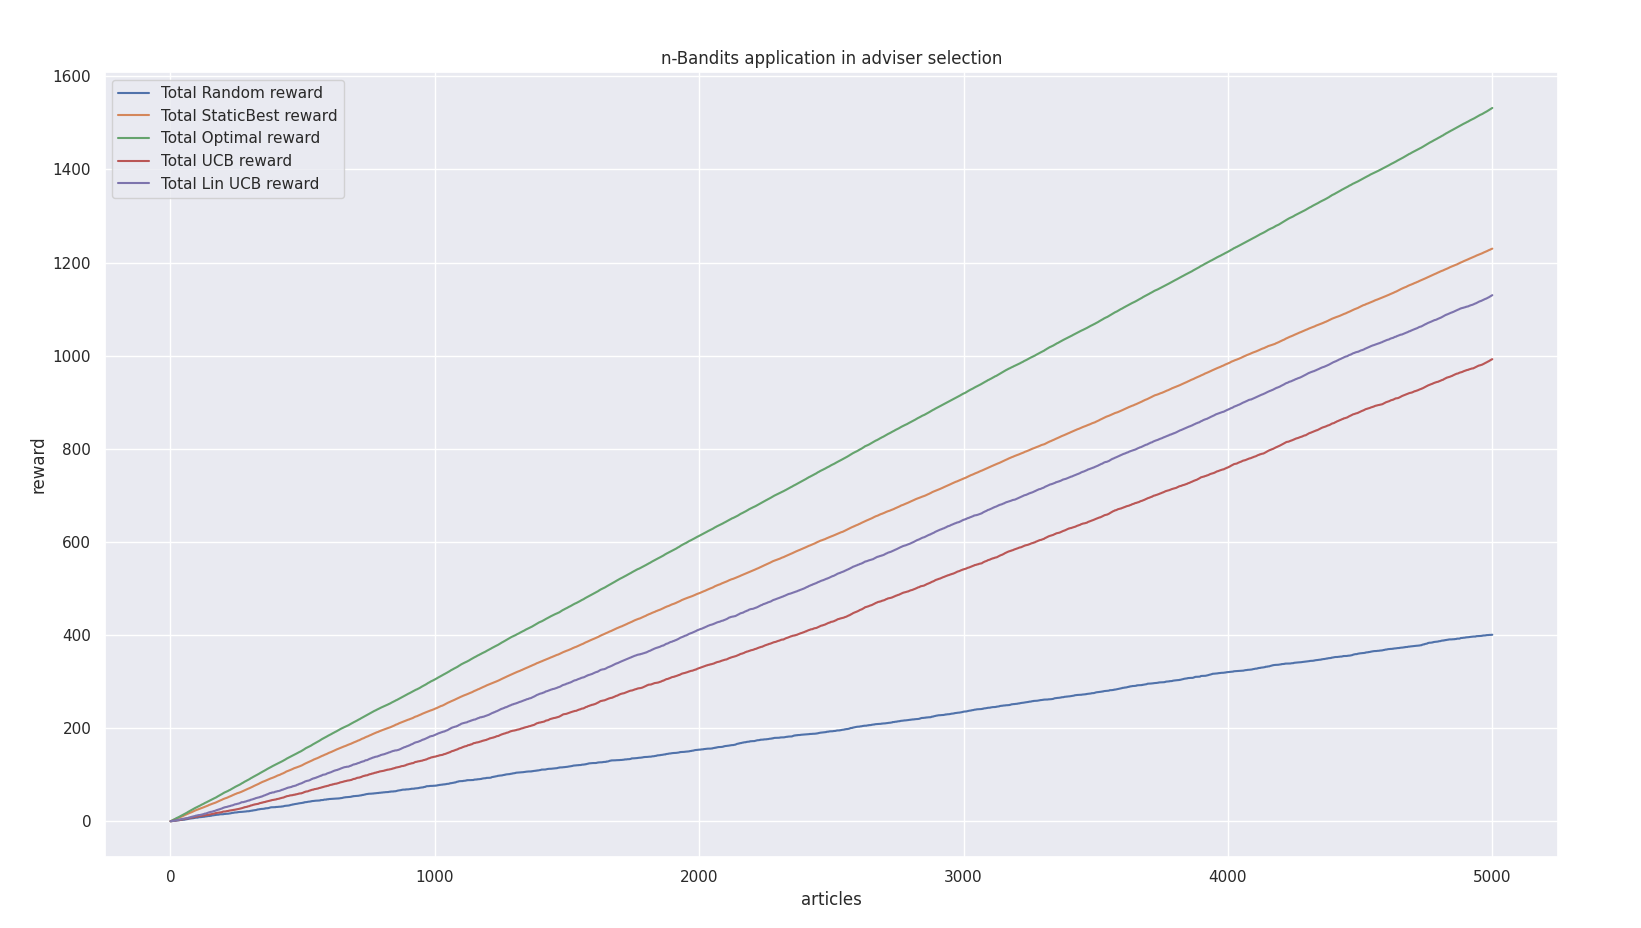 n-Bandits application in adviser selection
Total Random reward
Total StaticBest reward
Total Optimal reward
Total UCB reward
Total Lin UCB reward
1600
1400
1200
1000
800
600
400
200
0
reward
0 1000 2000 3000 4000 5000
articles